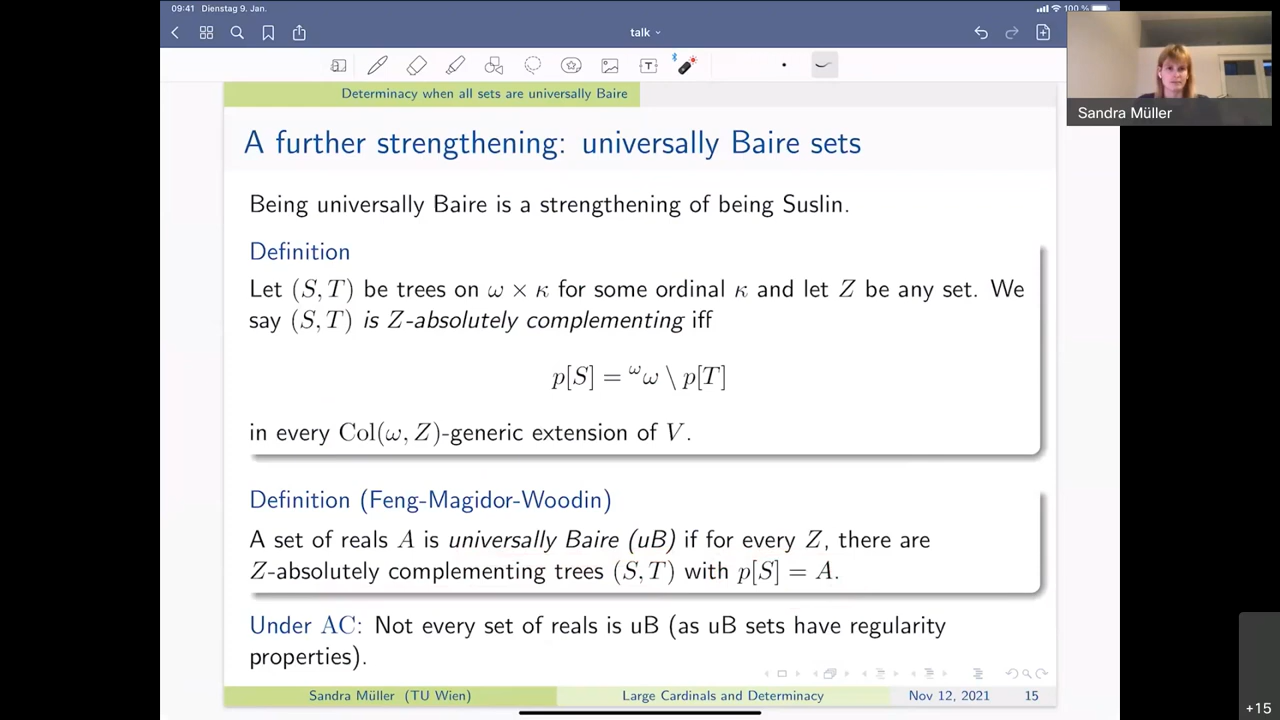 09:41 Dienstag 9. Jan.
100 %
talk
Sandra Müller
Determinacy when all sets are universally Baire
A further strengthening: universally Baire sets
Being universally Baire is a strengthening of being Suslin.
Definition
Let (S, T) be trees on ω × κ for some ordinal κ and let Z be any set. We
say (S, T) is Z-absolutely complementing iff
p[S] = ^ωω \ p[T]
in every Col(ω, Z)-generic extension of V.
Definition (Feng-Magidor-Woodin)
A set of reals A is universally Baire (uB) if for every Z, there are
Z-absolutely complementing trees (S, T) with p[S] = A.
Under AC: Not every set of reals is uB (as uB sets have regularity
properties).
Sandra Müller (TU Wien) Large Cardinals and Determinacy Nov 12, 2021 15
+15